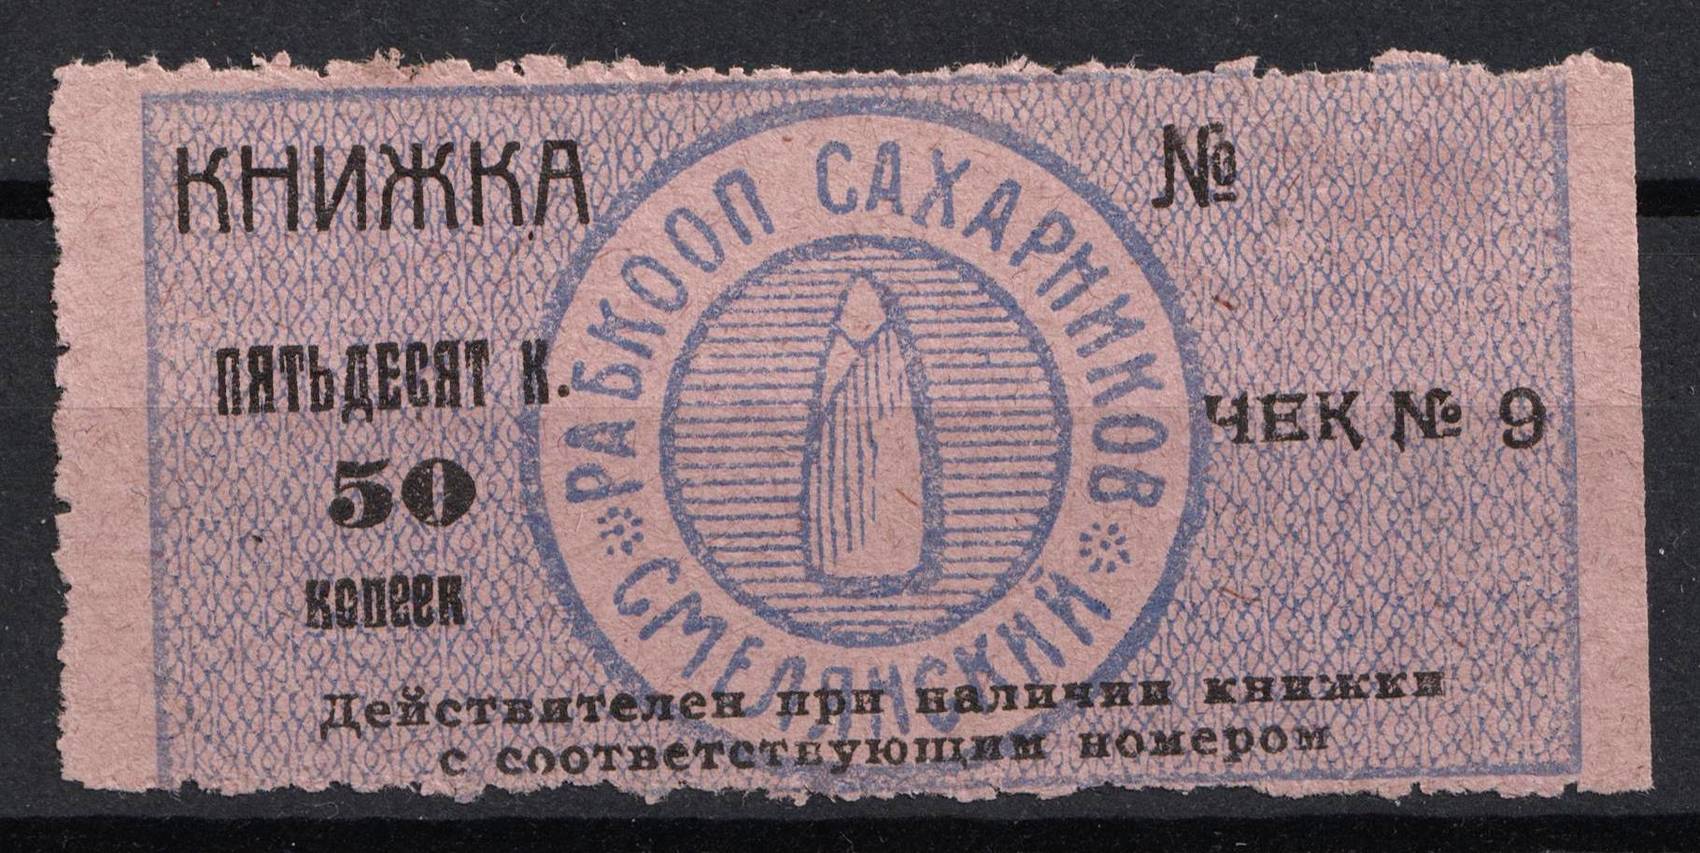 КНИЖКА №
РАБКООП САХАРНИКОВ
ПЯТЬДЕСЯТ К.
ЧЕК № 9
50
копеек
СМЕЛЯНСКИЙ
Действителен при наличии книжки
с соответствующим номером